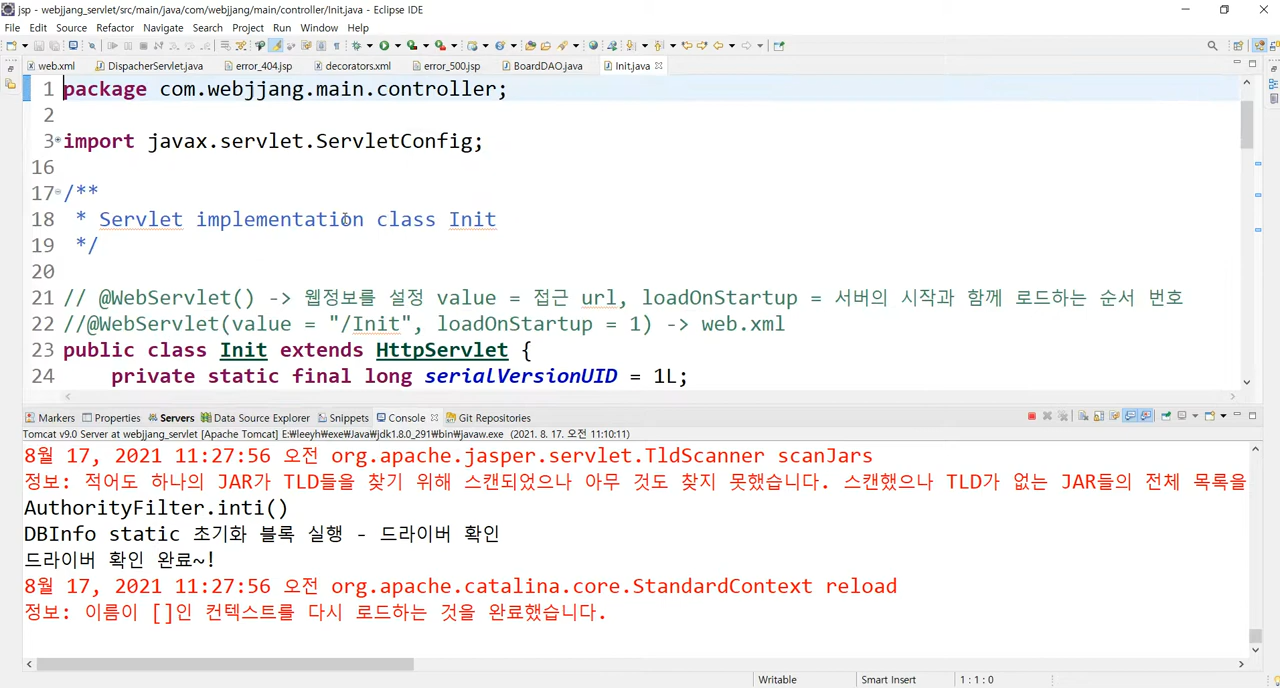 jsp - webjjang_servlet/src/main/java/com/webjjang/main/controller/Init.java - Eclipse IDE
File Edit Source Refactor Navigate Search Project Run Window Help
web.xml DispacherServlet.java error_404.jsp decorators.xml error_500.jsp BoardDAO.java Init.java
1 package com.webjjang.main.controller;
2
3 import javax.servlet.ServletConfig;
16
17 /**
18 * Servlet implementation class Init
19 */
20
21 // @WebServlet() -> 웹정보를 설정 value = 접근 url, loadOnStartup = 서버의 시작과 함께 로드하는 순서 번호
22 //@WebServlet(value = "/Init", loadOnStartup = 1) -> web.xml
23 public class Init extends HttpServlet {
24 private static final long serialVersionUID = 1L;
Markers Properties Servers Data Source Explorer Snippets Console Git Repositories
Tomcat v9.0 Server at webjjang_servlet [Apache Tomcat] E:₩leeyh₩exe₩Java₩jdk1.8.0_291₩bin₩javaw.exe (2021. 8. 17. 오전 11:10:11)
8월 17, 2021 11:27:56 오전 org.apache.jasper.servlet.TldScanner scanJars
정보: 적어도 하나의 JAR가 TLD들을 찾기 위해 스캔되었으나 아무 것도 찾지 못했습니다. 스캔했으나 TLD가 없는 JAR들의 전체 목록을
AuthorityFilter.inti()
DBInfo static 초기화 블록 실행 - 드라이버 확인
드라이버 확인 완료~!
8월 17, 2021 11:27:56 오전 org.apache.catalina.core.StandardContext reload
정보: 이름이 []인 컨텍스트를 다시 로드하는 것을 완료했습니다.
Writable Smart Insert 1 : 1 : 0